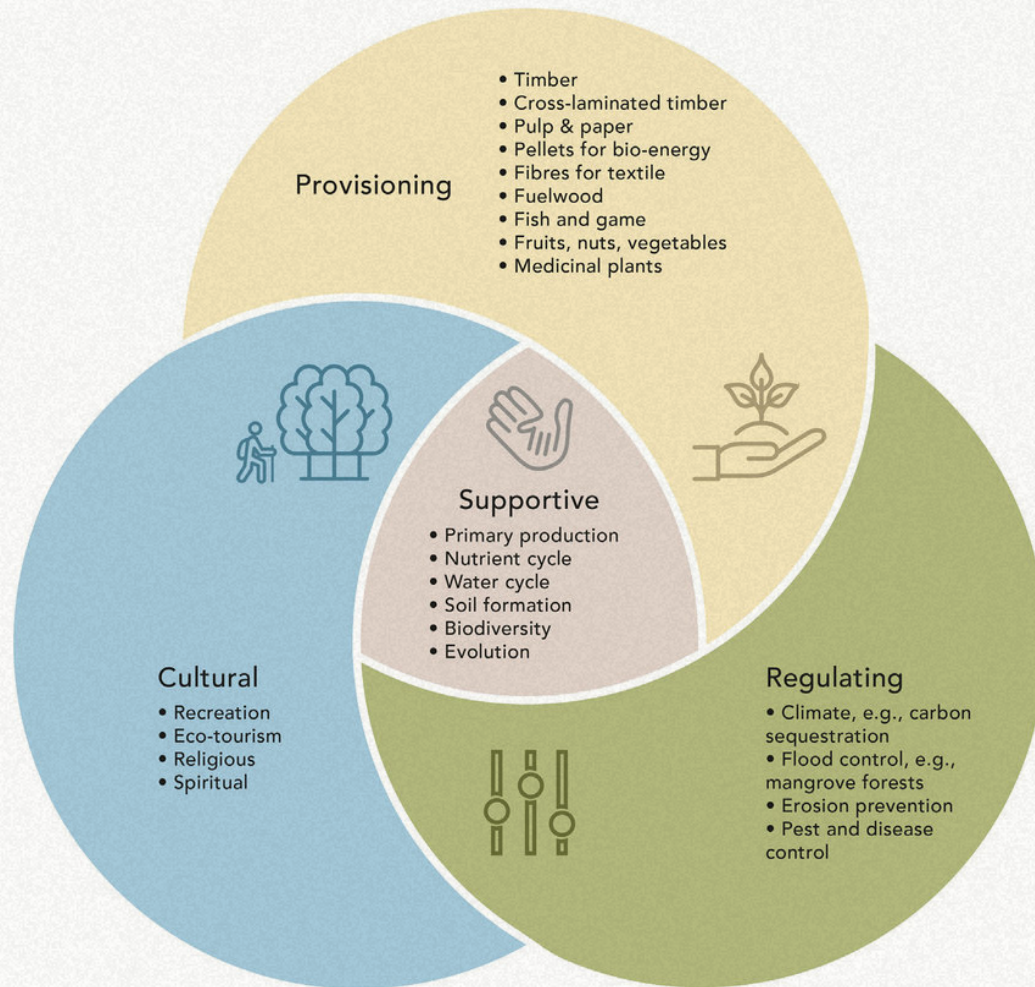 Provisioning
• Timber
• Cross-laminated timber
• Pulp & paper
• Pellets for bio-energy
• Fibres for textile
• Fuelwood
• Fish and game
• Fruits, nuts, vegetables
• Medicinal plants
Supportive
• Primary production
• Nutrient cycle
• Water cycle
• Soil formation
• Biodiversity
• Evolution
Cultural
• Recreation
• Eco-tourism
• Religious
• Spiritual
Regulating
• Climate, e.g., carbon
sequestration
• Flood control, e.g.,
mangrove forests
• Erosion prevention
• Pest and disease
control